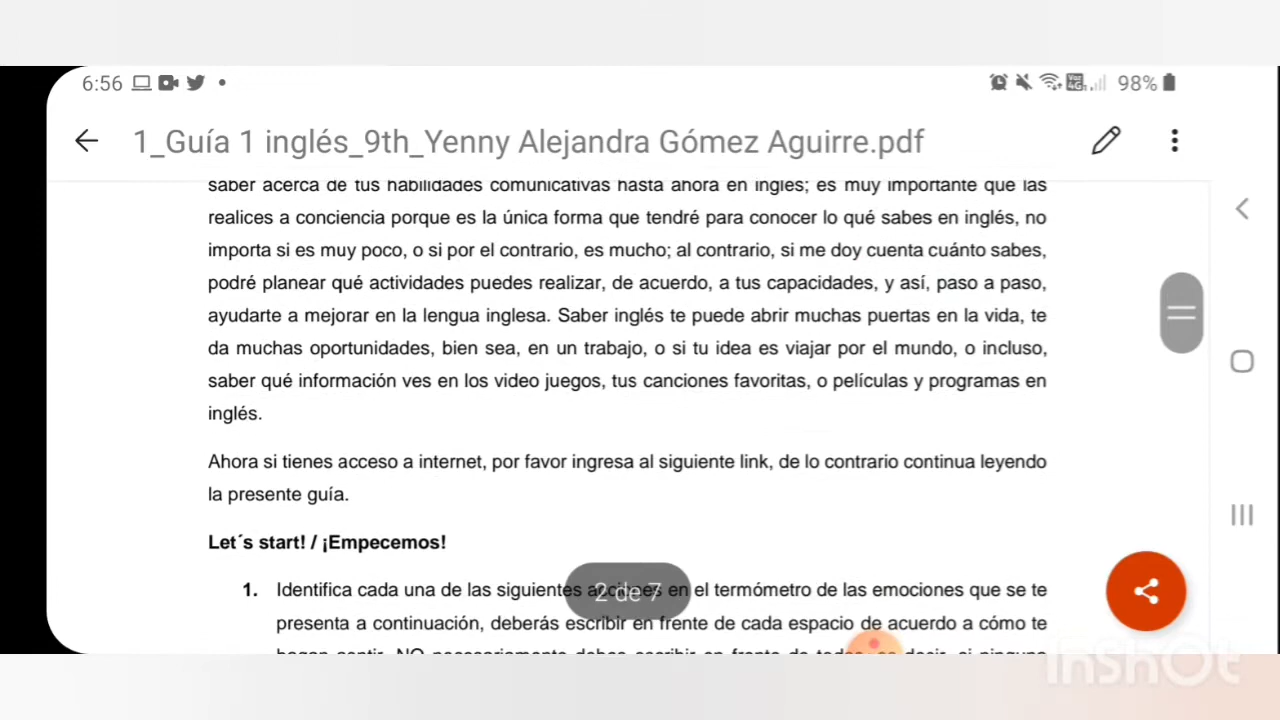 6:56
98%
1_Guía 1 inglés_9th_Yenny Alejandra Gómez Aguirre.pdf
saber acerca de tus habilidades comunicativas hasta ahora en inglés; es muy importante que las
realices a conciencia porque es la única forma que tendré para conocer lo qué sabes en inglés, no
importa si es muy poco, o si por el contrario, es mucho; al contrario, si me doy cuenta cuánto sabes,
podré planear qué actividades puedes realizar, de acuerdo, a tus capacidades, y así, paso a paso,
ayudarte a mejorar en la lengua inglesa. Saber inglés te puede abrir muchas puertas en la vida, te
da muchas oportunidades, bien sea, en un trabajo, o si tu idea es viajar por el mundo, o incluso,
saber qué información ves en los video juegos, tus canciones favoritas, o películas y programas en
inglés.
Ahora si tienes acceso a internet, por favor ingresa al siguiente link, de lo contrario continua leyendo
la presente guía.
Let´s start! / ¡Empecemos!
1. Identifica cada una de las siguientes acciones en el termómetro de las emociones que se te
2 de 7
presenta a continuación, deberás escribir en frente de cada espacio de acuerdo a cómo te
InShOt